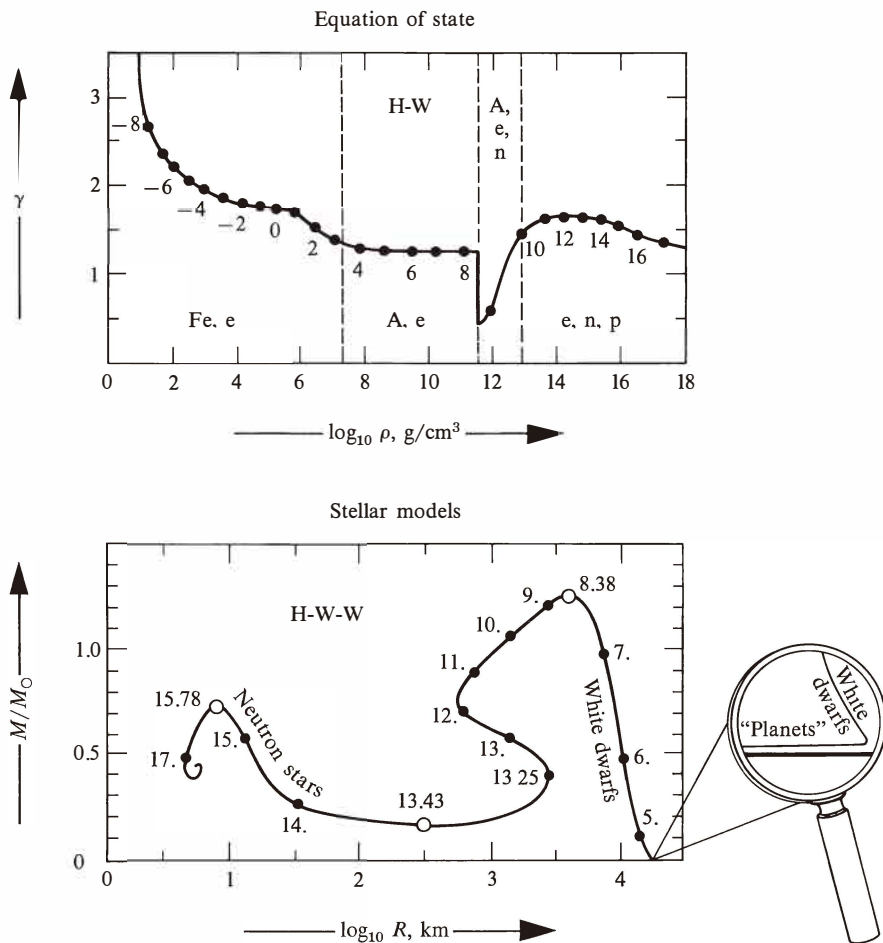 Equation of state
3
2
1
γ
−8
−6
−4
−2
0
2
4
6
8
10
12
14
16
H-W
A,
e,
n
Fe, e
A, e
e, n, p
0 2 4 6 8 10 12 14 16 18
log₁₀ ρ, g/cm³
Stellar models
M/M⊙
1.0
0.5
0
H-W-W
15.78
17.
15.
14.
Neutron stars
13.43
13 25
13.
12.
11.
10.
9.
8.38
7.
6.
5.
White dwarfs
0 1 2 3 4
log₁₀ R, km
"Planets"
White
dwarfs